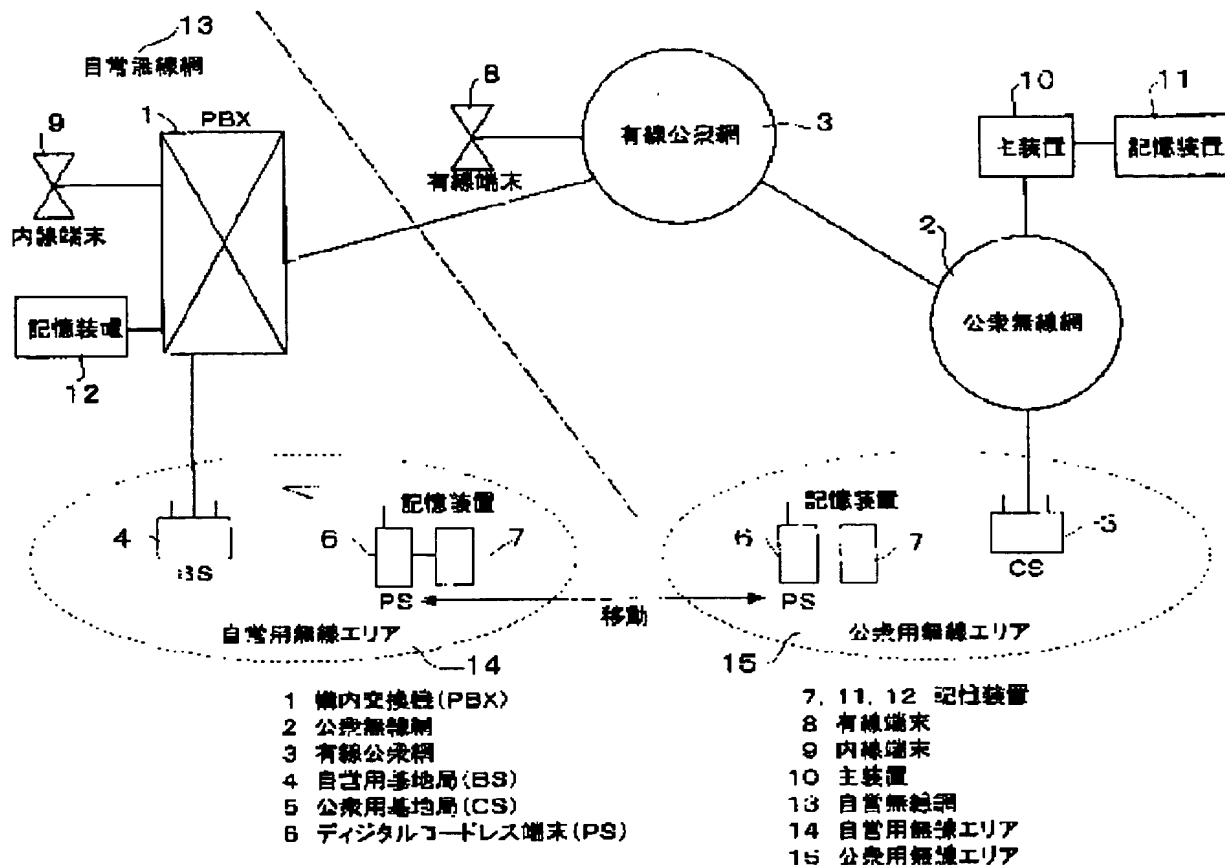 13
自営無線網
1
PBX
9
内線端末
記憶装置
12
8
有線端末
有線公衆網
3
10
11
主装置
記憶装置
2
公衆無線網
4
BS
6
記憶装置
7
PS
自営用無線エリア
14
移動
記憶装置
6
7
PS
5
CS
公衆用無線エリア
15
1 構内交換機(PBX)
2 公衆無線網
3 有線公衆網
4 自営用基地局(BS)
5 公衆用基地局(CS)
6 ディジタルコードレス端末(PS)
7, 11, 12 記憶装置
8 有線端末
9 内線端末
10 主装置
13 自営無線網
14 自営用無線エリア
15 公衆用無線エリア